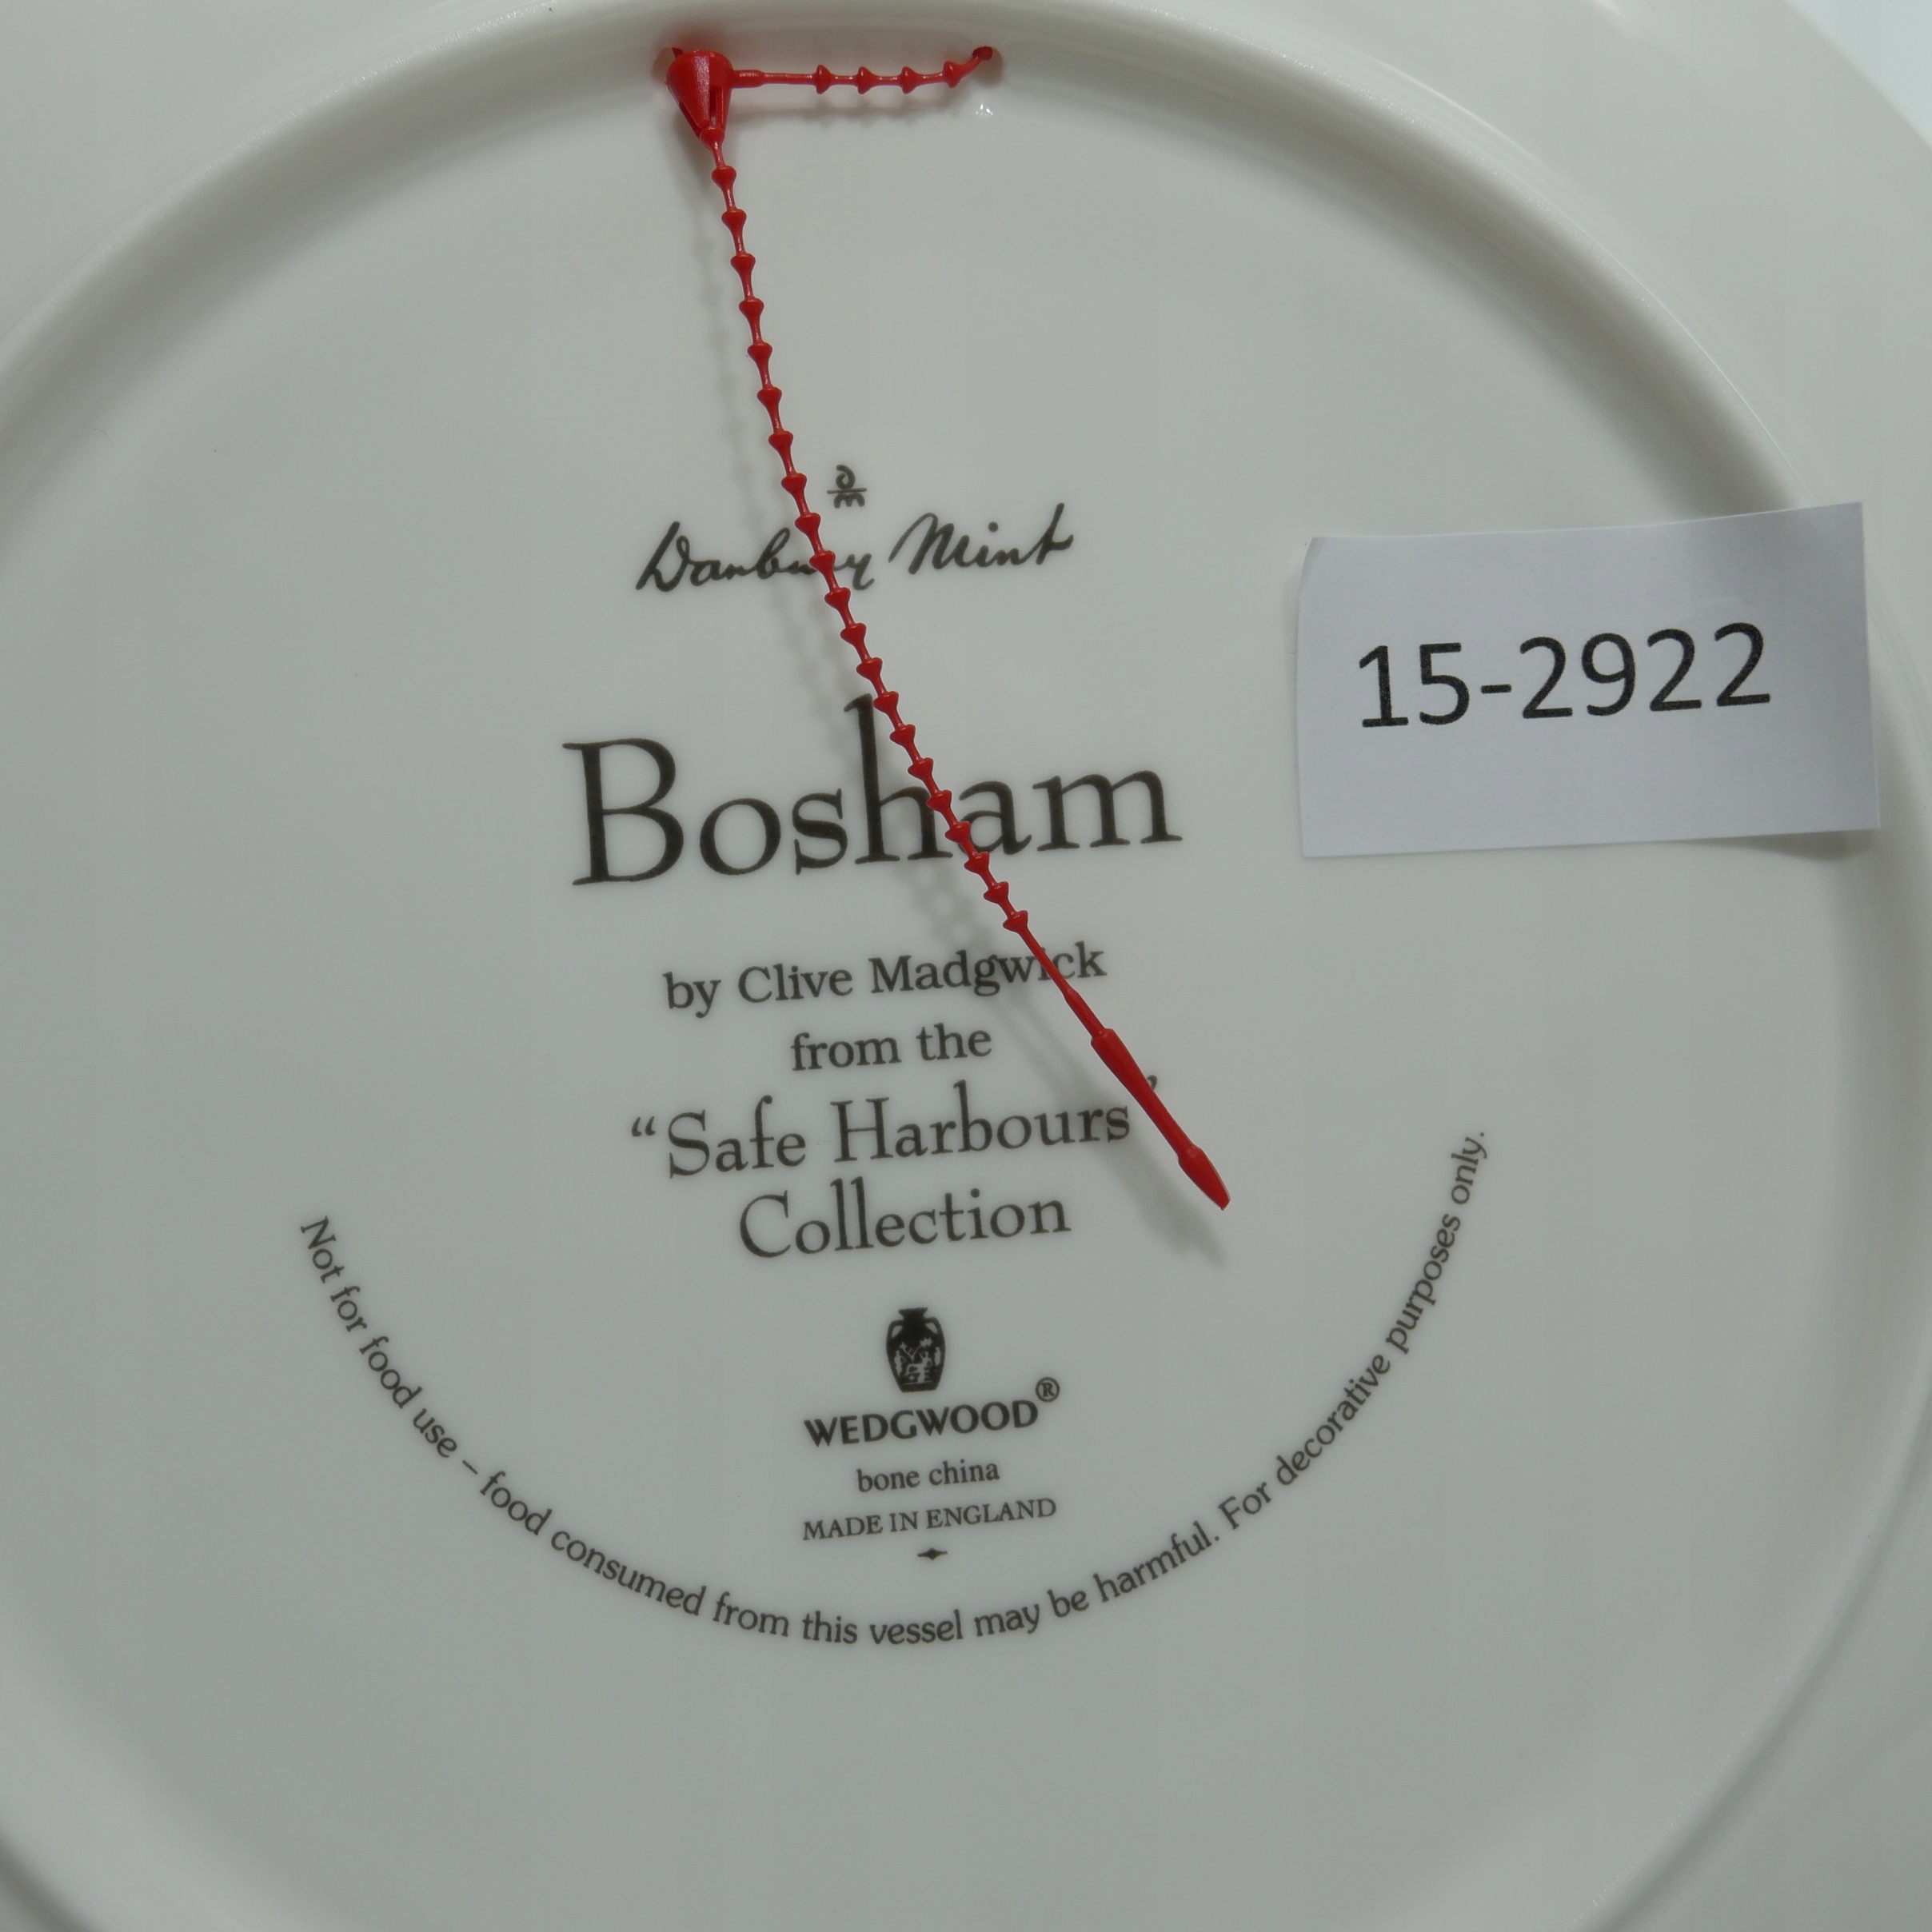 Danbury Mint
15-2922
Bosham
by Clive Madgwick
from the
“Safe Harbours”
Collection
WEDGWOOD®
bone china
MADE IN ENGLAND
Not for food use – food consumed from this vessel may be harmful. For decorative purposes only.